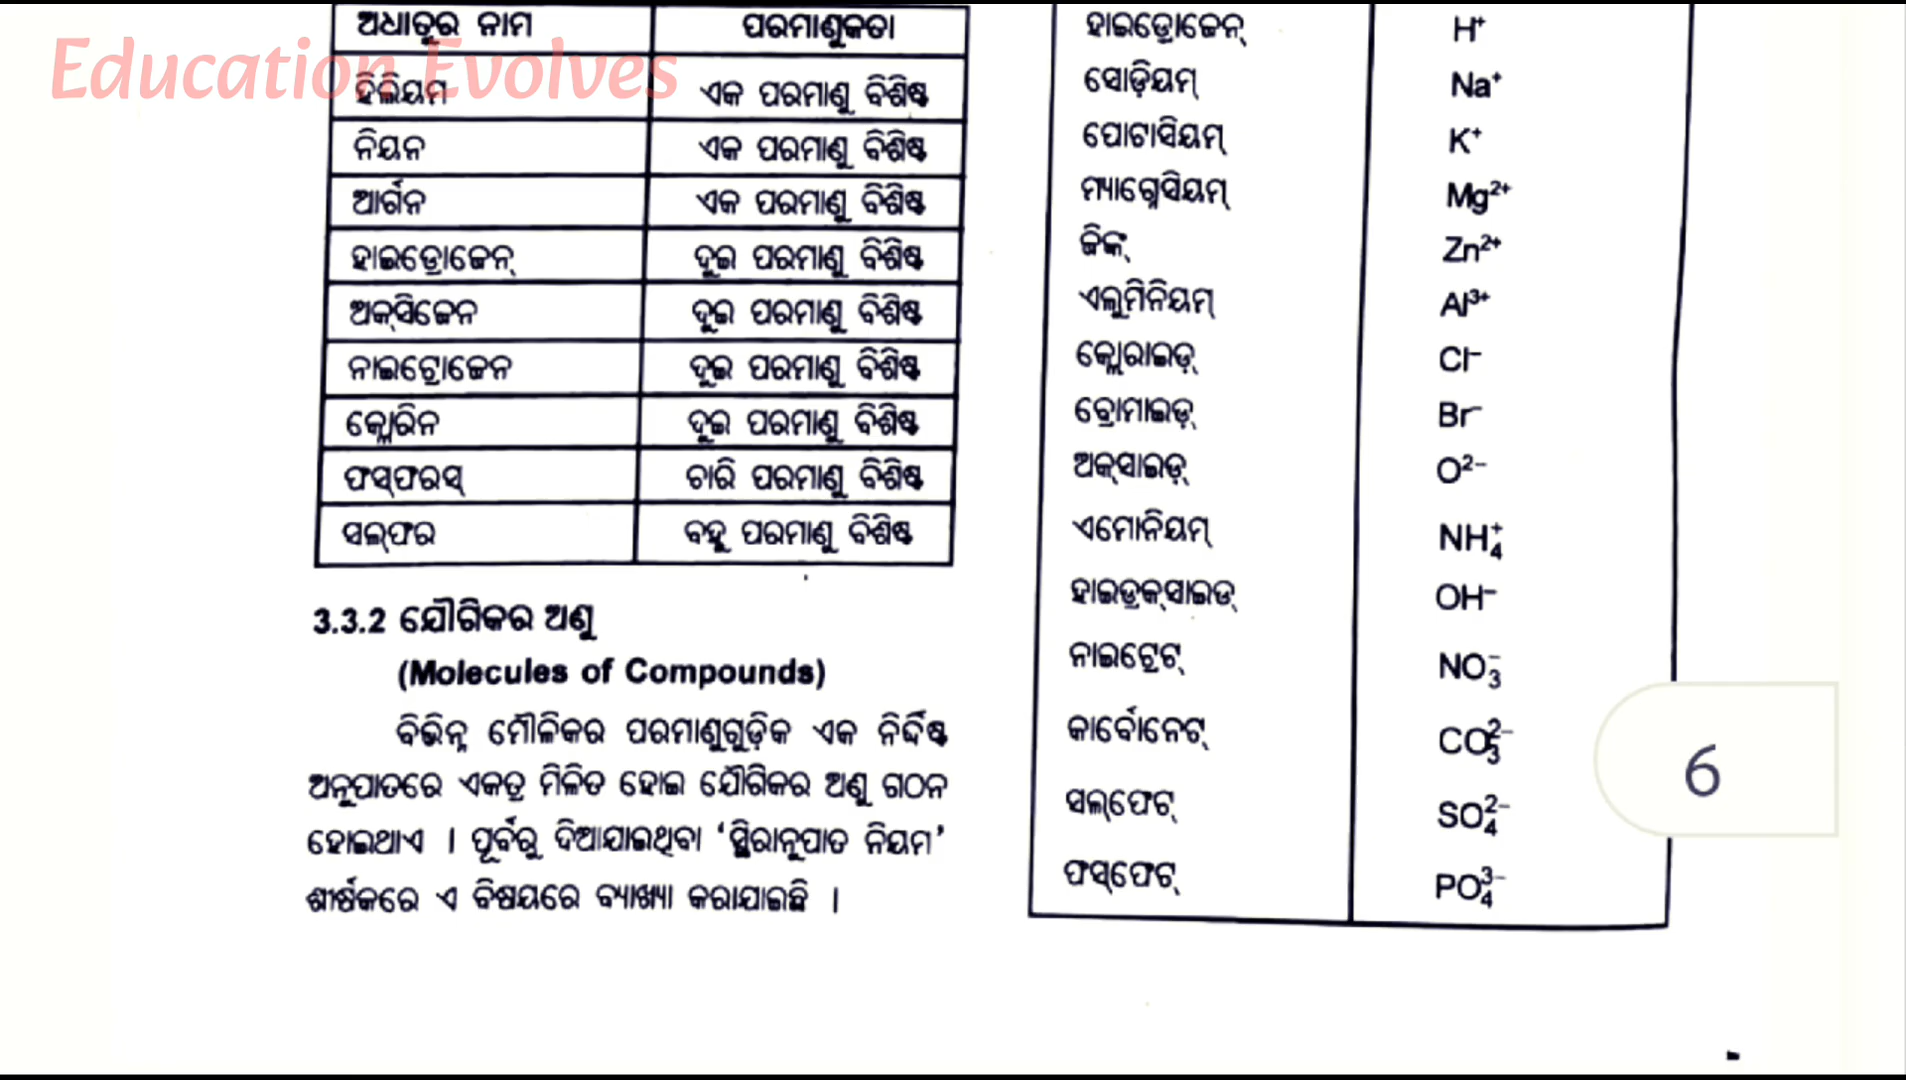 Education Evolves
ଅଧାତୁର ନାମ ପରମାଣୁକତା
ହିଲିୟମ ଏକ ପରମାଣୁ ବିଶିଷ୍ଟ
ନିୟନ ଏକ ପରମାଣୁ ବିଶିଷ୍ଟ
ଆର୍ଗନ ଏକ ପରମାଣୁ ବିଶିଷ୍ଟ
ହାଇଡ୍ରୋଜେନ୍ ଦୁଇ ପରମାଣୁ ବିଶିଷ୍ଟ
ଅକ୍ସିଜେନ ଦୁଇ ପରମାଣୁ ବିଶିଷ୍ଟ
ନାଇଟ୍ରୋଜେନ ଦୁଇ ପରମାଣୁ ବିଶିଷ୍ଟ
କ୍ଲୋରିନ ଦୁଇ ପରମାଣୁ ବିଶିଷ୍ଟ
ଫସ୍‌ଫରସ୍ ଚାରି ପରମାଣୁ ବିଶିଷ୍ଟ
ସଲ୍‌ଫର ବହୁ ପରମାଣୁ ବିଶିଷ୍ଟ
3.3.2 ଯୌଗିକର ଅଣୁ
(Molecules of Compounds)
ବିଭିନ୍ନ ମୌଳିକର ପରମାଣୁଗୁଡ଼ିକ ଏକ ନିର୍ଦ୍ଦିଷ୍ଟ
ଅନୁପାତରେ ଏକତ୍ର ମିଳିତ ହୋଇ ଯୌଗିକର ଅଣୁ ଗଠନ
ହୋଇଥାଏ । ପୂର୍ବରୁ ଦିଆଯାଇଥିବା ‘ସ୍ଥିରାନୁପାତ ନିୟମ’
ଶୀର୍ଷକରେ ଏ ବିଷୟରେ ବ୍ୟାଖ୍ୟା କରାଯାଇଛି ।
ହାଇଡ୍ରୋଜେନ୍ H⁺
ସୋଡ଼ିୟମ୍ Na⁺
ପୋଟାସିୟମ୍ K⁺
ମ୍ୟାଗ୍ନେସିୟମ୍ Mg²⁺
ଜିଙ୍କ୍ Zn²⁺
ଏଲୁମିନିୟମ୍ Al³⁺
କ୍ଲୋରାଇଡ଼୍ Cl⁻
ବ୍ରୋମାଇଡ଼୍ Br⁻
ଅକ୍‌ସାଇଡ଼୍ O²⁻
ଏମୋନିୟମ୍ NH₄⁺
ହାଇଡ୍ରକ୍‌ସାଇଡ୍ OH⁻
ନାଇଟ୍ରେଟ୍ NO₃⁻
କାର୍ବୋନେଟ୍ CO₃²⁻
ସଲ୍‌ଫେଟ୍ SO₄²⁻
ଫସ୍‌ଫେଟ୍ PO₄³⁻
6